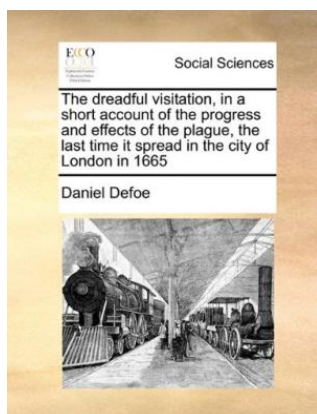 ECCO
Social Sciences
The dreadful visitation, in a
short account of the progress
and effects of the plague, the
last time it spread in the city of
London in 1665
Daniel Defoe